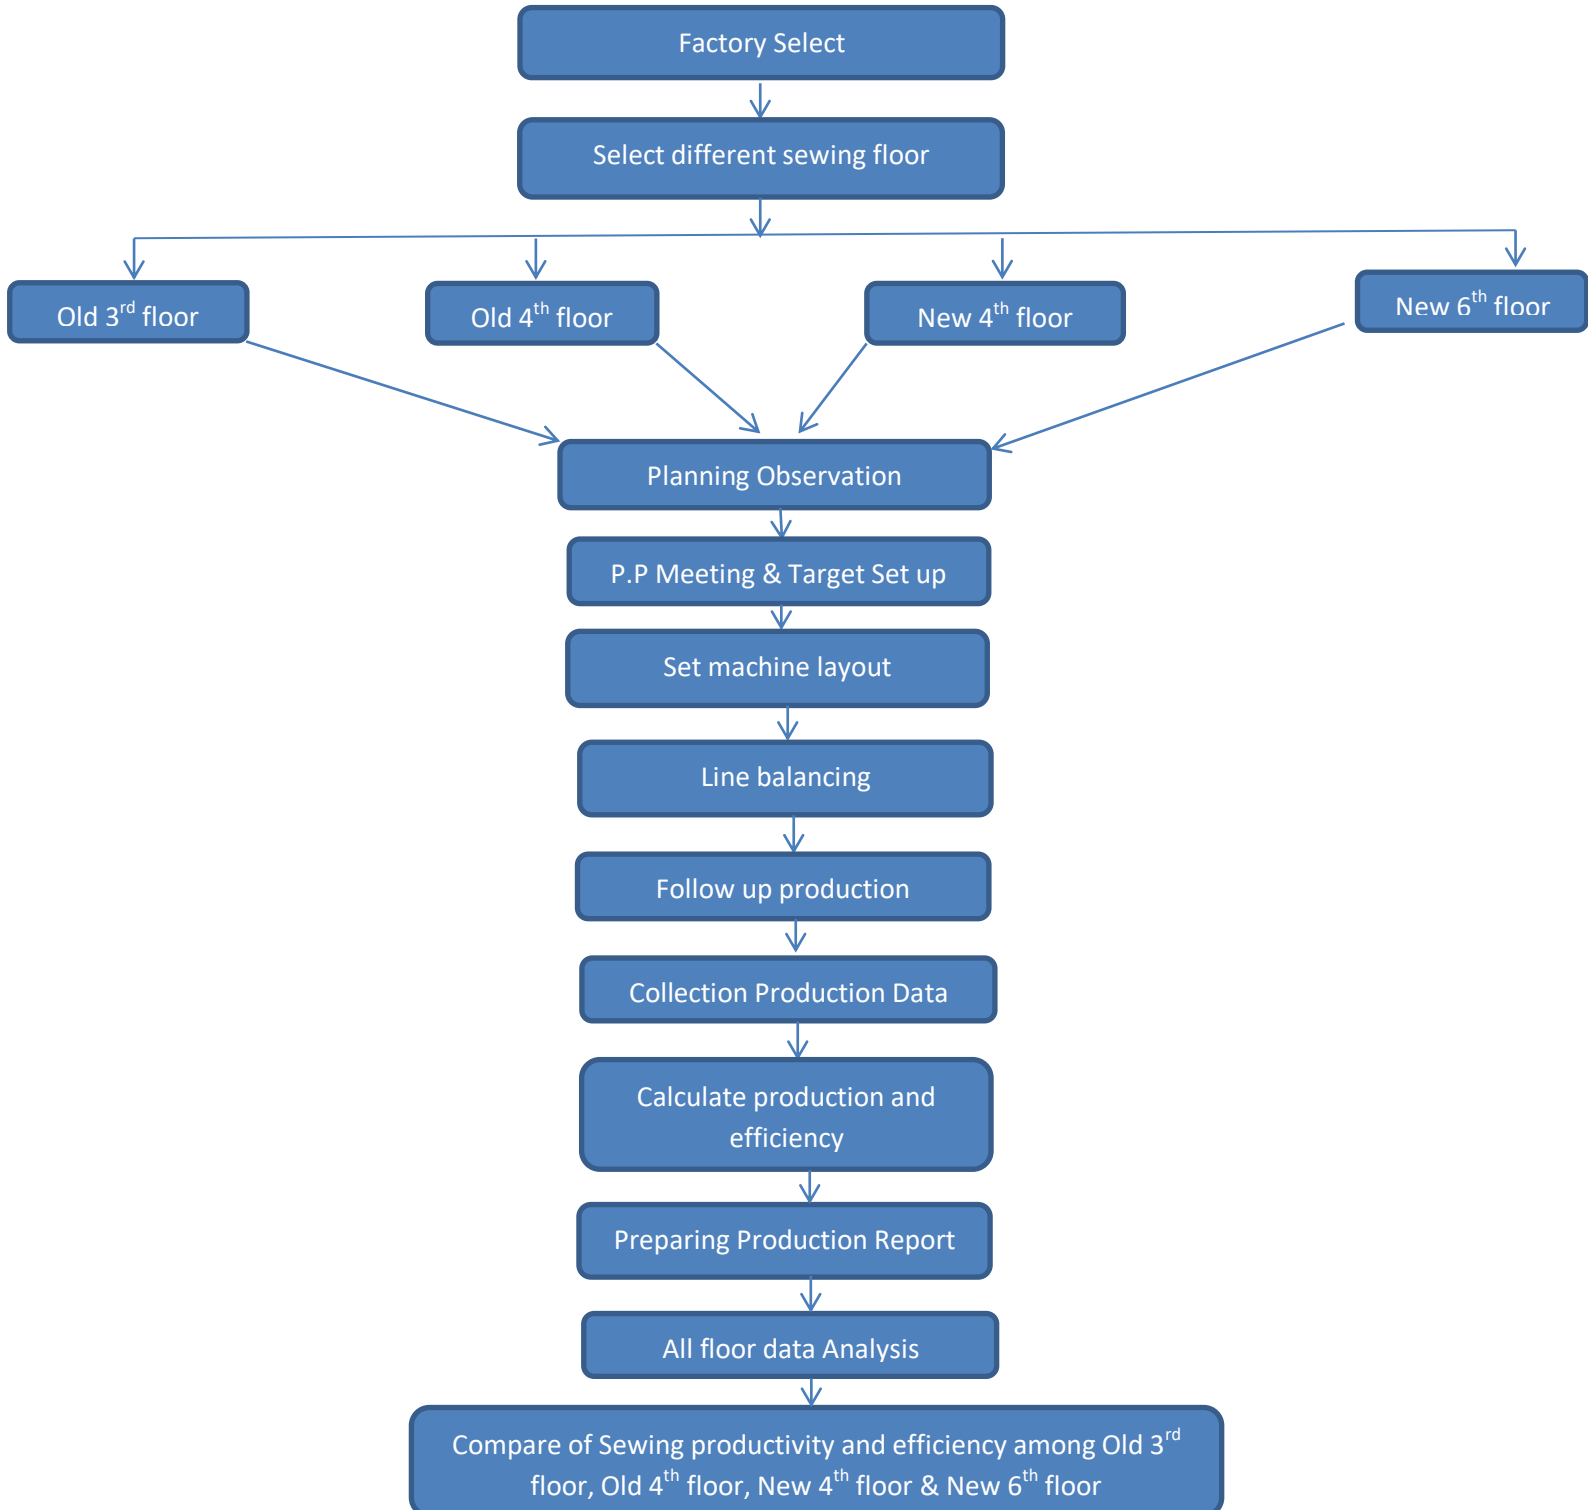 Factory Select
Select different sewing floor
Old 3rd floor
Old 4th floor
New 4th floor
New 6th floor
Planning Observation
P.P Meeting & Target Set up
Set machine layout
Line balancing
Follow up production
Collection Production Data
Calculate production and
efficiency
Preparing Production Report
All floor data Analysis
Compare of Sewing productivity and efficiency among Old 3rd
floor, Old 4th floor, New 4th floor & New 6th floor